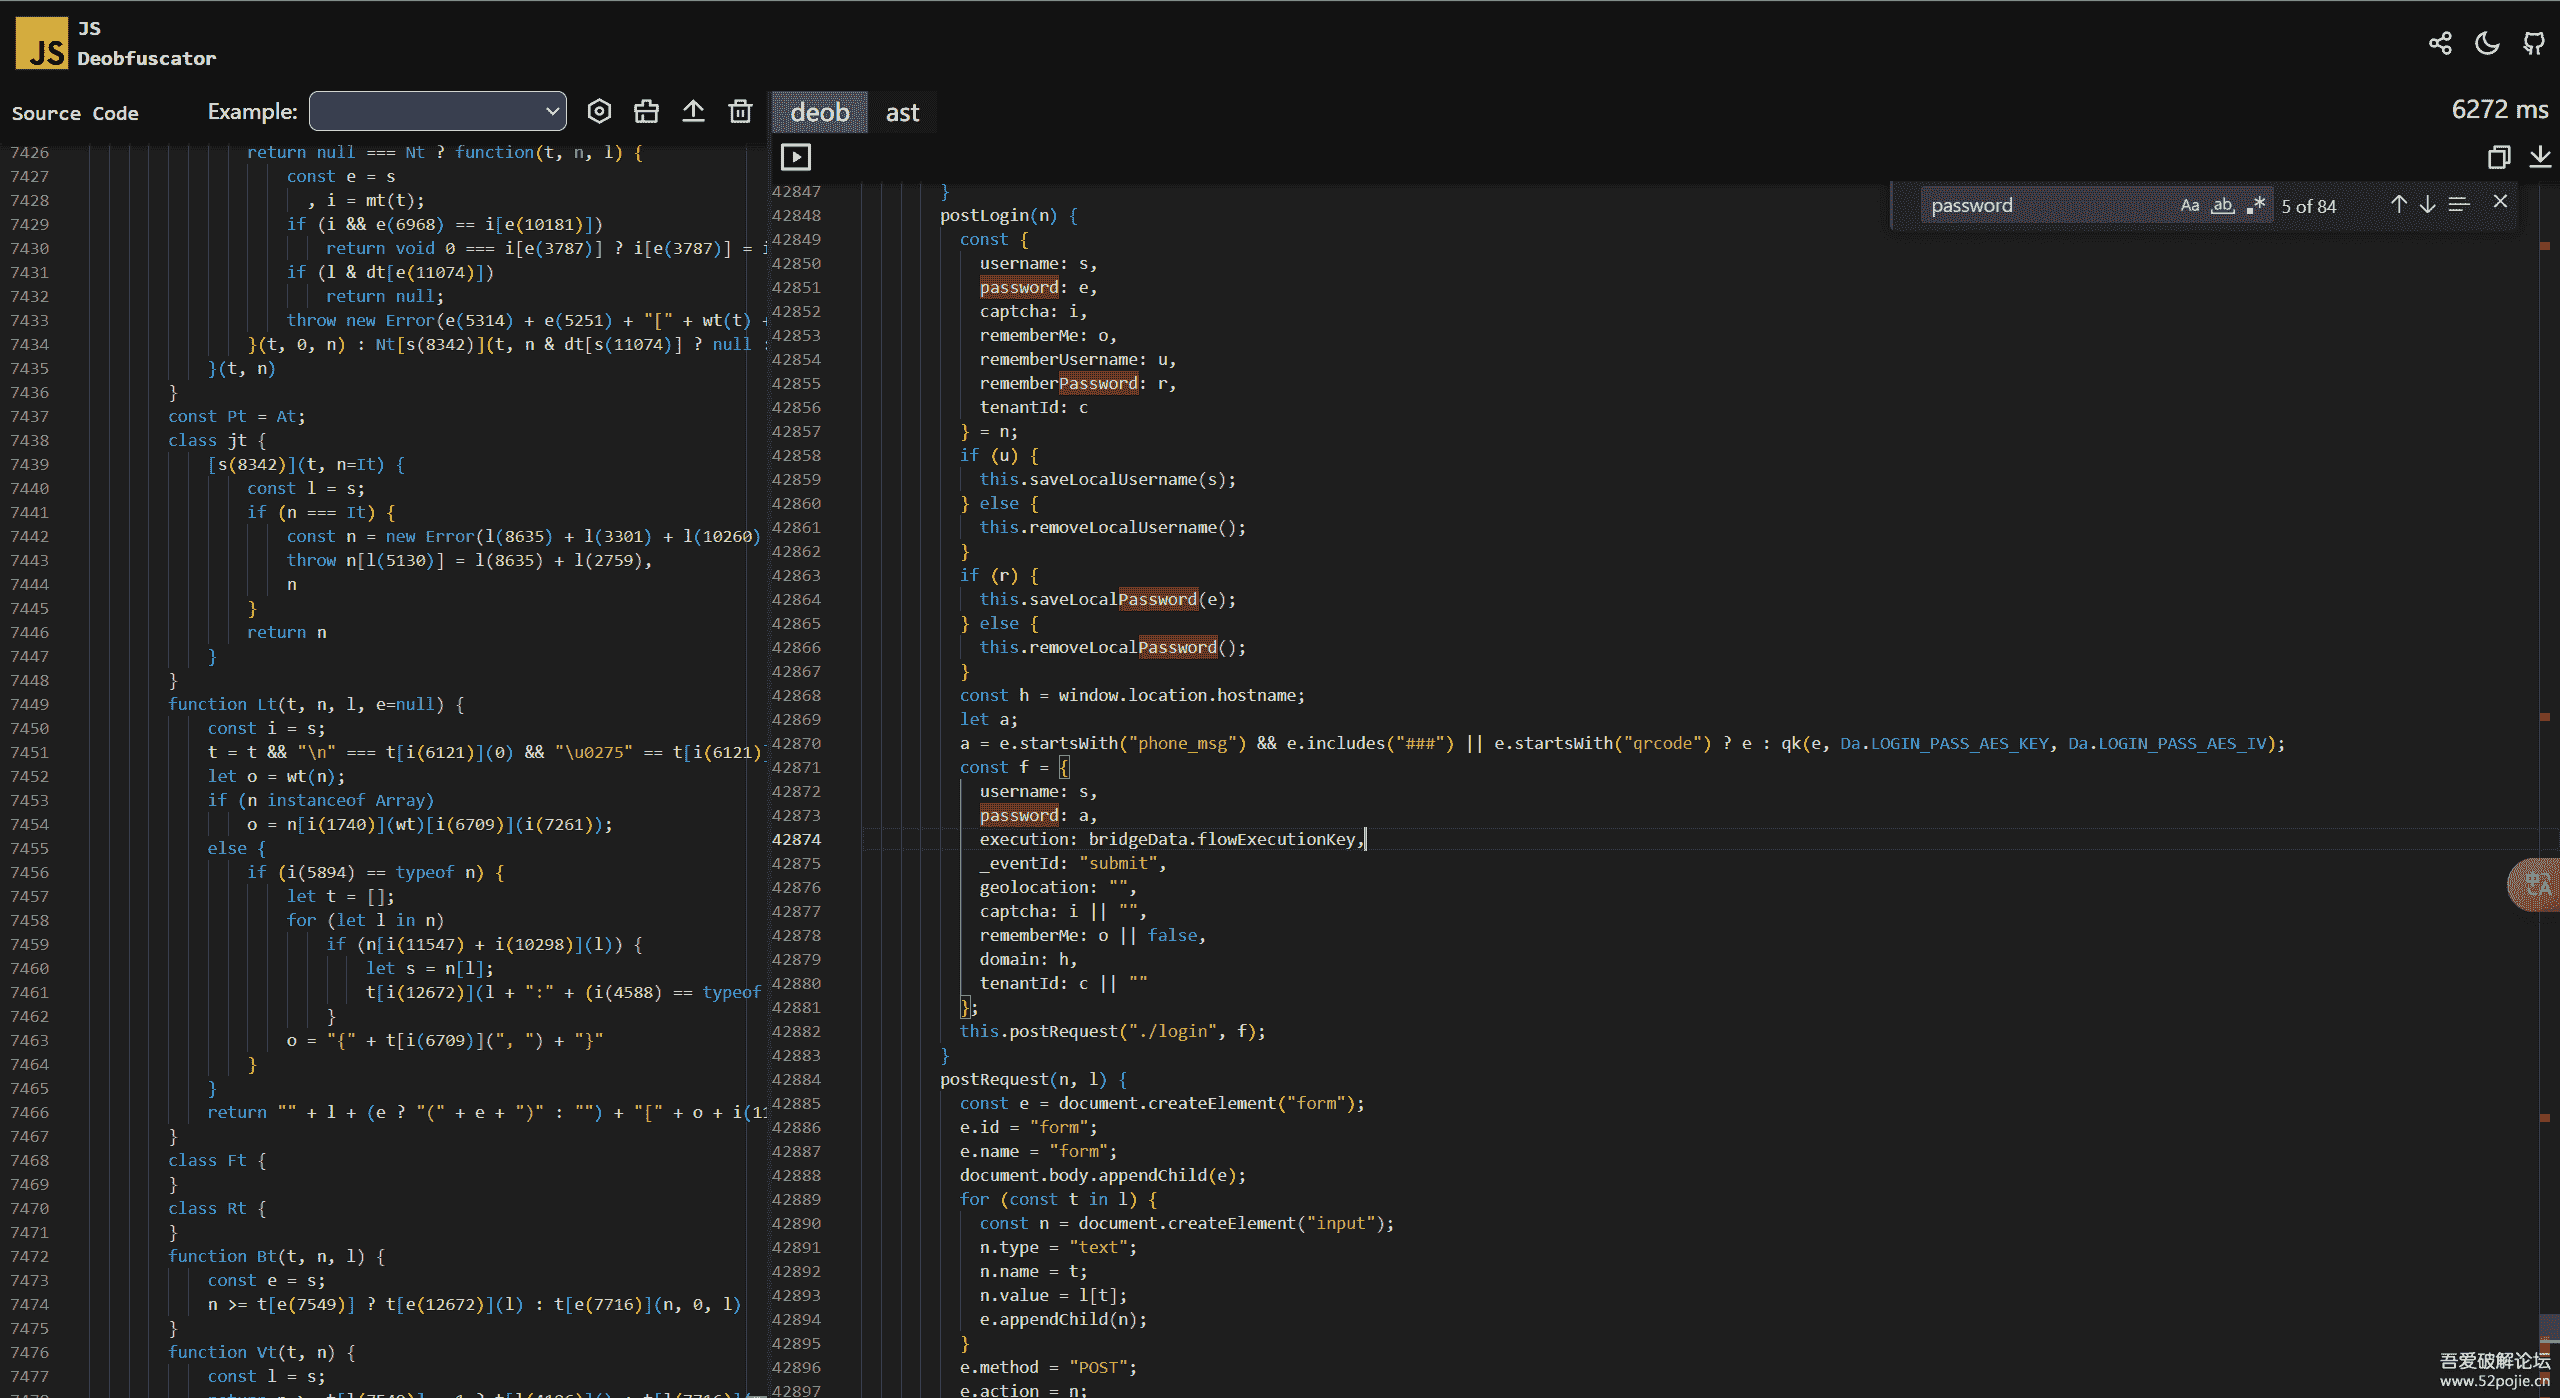 JS
JS
Deobfuscator
Source Code
Example:
deob
ast
6272 ms
7426 return null === Nt ? function(t, n, l) {
7427 const e = s
7428 , i = mt(t);
7429 if (i && e(6968) == i[e(10181)])
7430 return void 0 === i[e(3787)] ? i[e(3787)] = i
7431 if (l & dt[e(11074)])
7432 return null;
7433 throw new Error(e(5314) + e(5251) + "[" + wt(t) +
7434 }(t, 0, n) : Nt[s(8342)](t, n & dt[s(11074)] ? null :
7435 }(t, n)
7436 }
7437 const Pt = At;
7438 class jt {
7439 [s(8342)](t, n=It) {
7440 const l = s;
7441 if (n === It) {
7442 const n = new Error(l(8635) + l(3301) + l(10260)
7443 throw n[l(5130)] = l(8635) + l(2759),
7444 n
7445 }
7446 return n
7447 }
7448 }
7449 function Lt(t, n, l, e=null) {
7450 const i = s;
7451 t = t && "\n" === t[i(6121)](0) && "\u0275" == t[i(6121)]
7452 let o = wt(n);
7453 if (n instanceof Array)
7454 o = n[i(1740)](wt)[i(6709)](i(7261));
7455 else {
7456 if (i(5894) == typeof n) {
7457 let t = [];
7458 for (let l in n)
7459 if (n[i(11547) + i(10298)](l)) {
7460 let s = n[l];
7461 t[i(12672)](l + ":" + (i(4588) == typeof
7462 }
7463 o = "{" + t[i(6709)](", ") + "}"
7464 }
7465 }
7466 return "" + l + (e ? "(" + e + ")" : "") + "[" + o + i(11
7467 }
7468 class Ft {
7469 }
7470 class Rt {
7471 }
7472 function Bt(t, n, l) {
7473 const e = s;
7474 n >= t[e(7549)] ? t[e(12672)](l) : t[e(7716)](n, 0, l)
7475 }
7476 function Vt(t, n) {
7477 const l = s;
password
Aa ab .* 5 of 84
42847 }
42848 postLogin(n) {
42849 const {
42850 username: s,
42851 password: e,
42852 captcha: i,
42853 rememberMe: o,
42854 rememberUsername: u,
42855 rememberPassword: r,
42856 tenantId: c
42857 } = n;
42858 if (u) {
42859 this.saveLocalUsername(s);
42860 } else {
42861 this.removeLocalUsername();
42862 }
42863 if (r) {
42864 this.saveLocalPassword(e);
42865 } else {
42866 this.removeLocalPassword();
42867 }
42868 const h = window.location.hostname;
42869 let a;
42870 a = e.startsWith("phone_msg") && e.includes("###") || e.startsWith("qrcode") ? e : qk(e, Da.LOGIN_PASS_AES_KEY, Da.LOGIN_PASS_AES_IV);
42871 const f = {
42872 username: s,
42873 password: a,
42874 execution: bridgeData.flowExecutionKey,
42875 _eventId: "submit",
42876 geolocation: "",
42877 captcha: i || "",
42878 rememberMe: o || false,
42879 domain: h,
42880 tenantId: c || ""
42881 };
42882 this.postRequest("./login", f);
42883 }
42884 postRequest(n, l) {
42885 const e = document.createElement("form");
42886 e.id = "form";
42887 e.name = "form";
42888 document.body.appendChild(e);
42889 for (const t in l) {
42890 const n = document.createElement("input");
42891 n.type = "text";
42892 n.name = t;
42893 n.value = l[t];
42894 e.appendChild(n);
42895 }
42896 e.method = "POST";
42897 e.action = n;
吾爱破解论坛
www.52pojie.cn